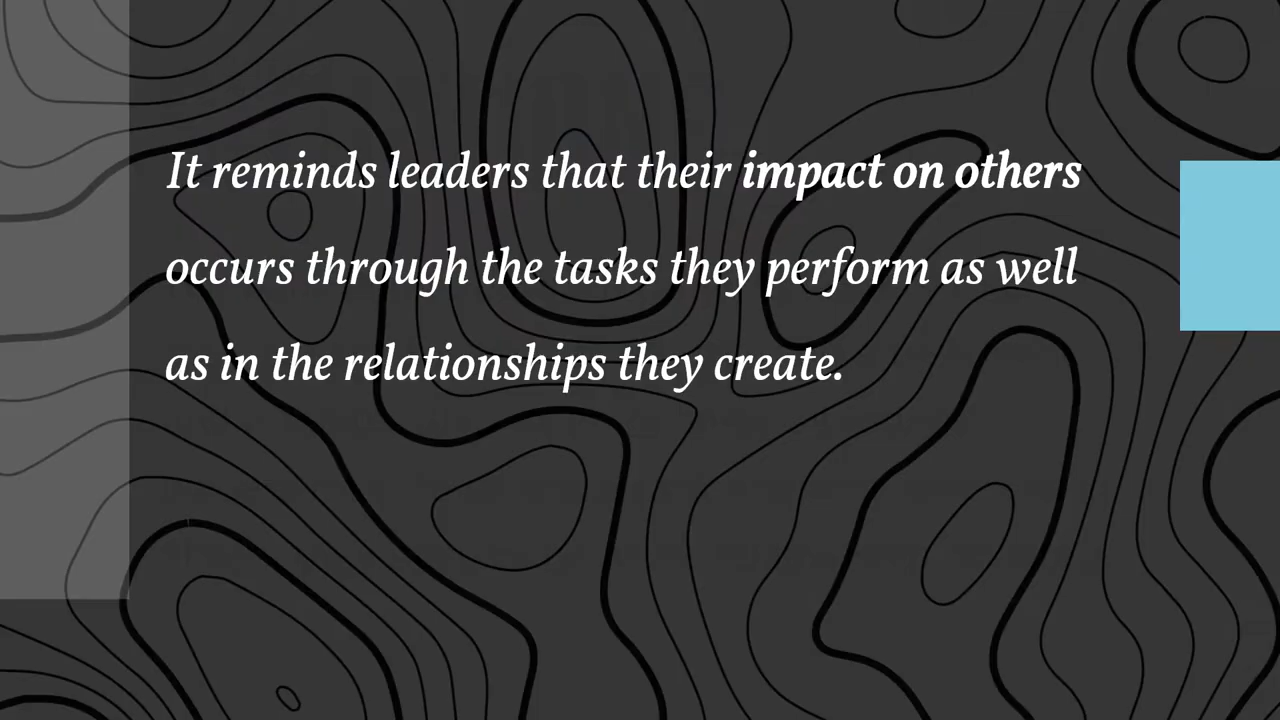 It reminds leaders that their impact on others
occurs through the tasks they perform as well
as in the relationships they create.